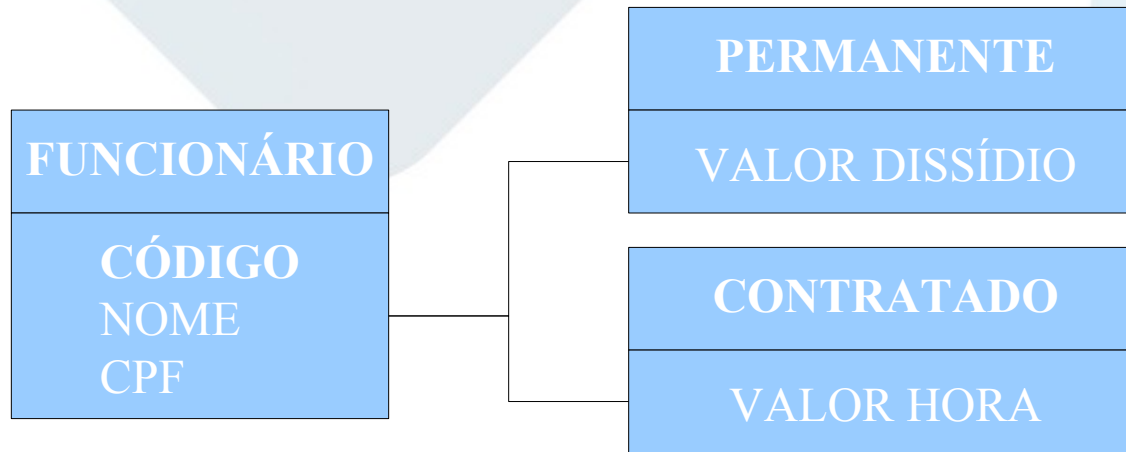 FUNCIONÁRIO
CÓDIGO
NOME
CPF
PERMANENTE
VALOR DISSÍDIO
CONTRATADO
VALOR HORA